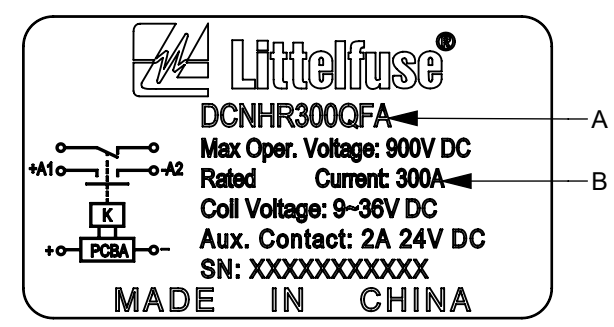 Littelfuse®
DCNHR300QFA
A
Max Oper. Voltage: 900V DC
Rated Current: 300A
B
Coil Voltage: 9~36V DC
Aux. Contact: 2A 24V DC
SN: XXXXXXXXXXX
+A1
-A2
K
+
PCBA
-
MADE IN CHINA